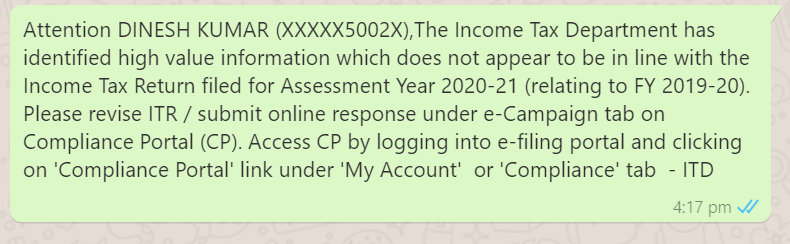 Attention DINESH KUMAR (XXXXX5002X),The Income Tax Department has
identified high value information which does not appear to be in line with the
Income Tax Return filed for Assessment Year 2020-21 (relating to FY 2019-20).
Please revise ITR / submit online response under e-Campaign tab on
Compliance Portal (CP). Access CP by logging into e-filing portal and clicking
on 'Compliance Portal' link under 'My Account'  or 'Compliance' tab  - ITD
4:17 pm